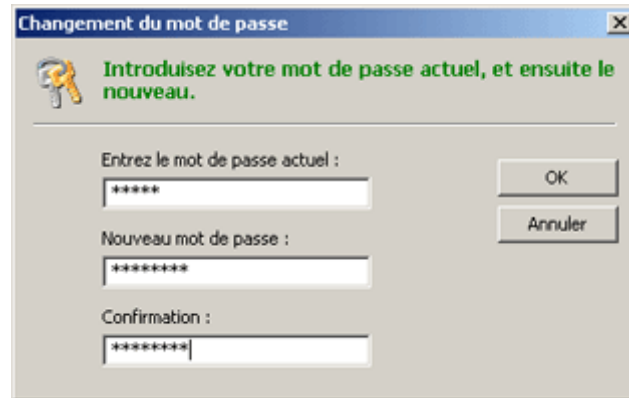 Changement du mot de passe
Introduisez votre mot de passe actuel, et ensuite le
nouveau.
Entrez le mot de passe actuel :
*****
OK
Annuler
Nouveau mot de passe :
********
Confirmation :
********